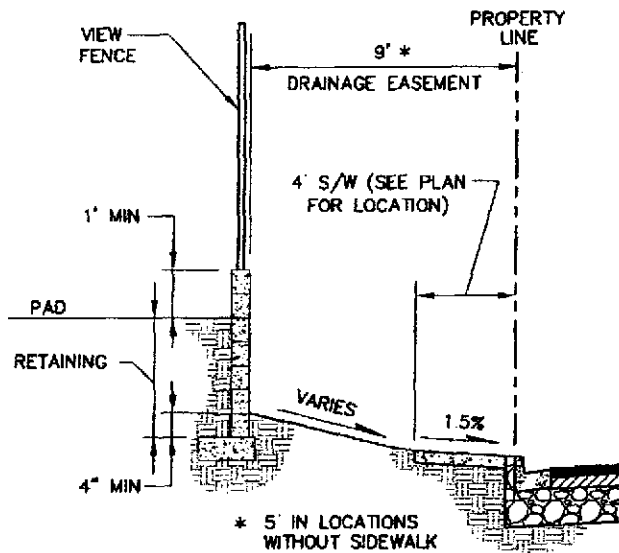 PROPERTY
LINE
VIEW
FENCE
9' *
DRAINAGE EASEMENT
4' S/W (SEE PLAN
FOR LOCATION)
1' MIN
PAD
RETAINING
VARIES
1.5%
4" MIN
* 5' IN LOCATIONS
WITHOUT SIDEWALK